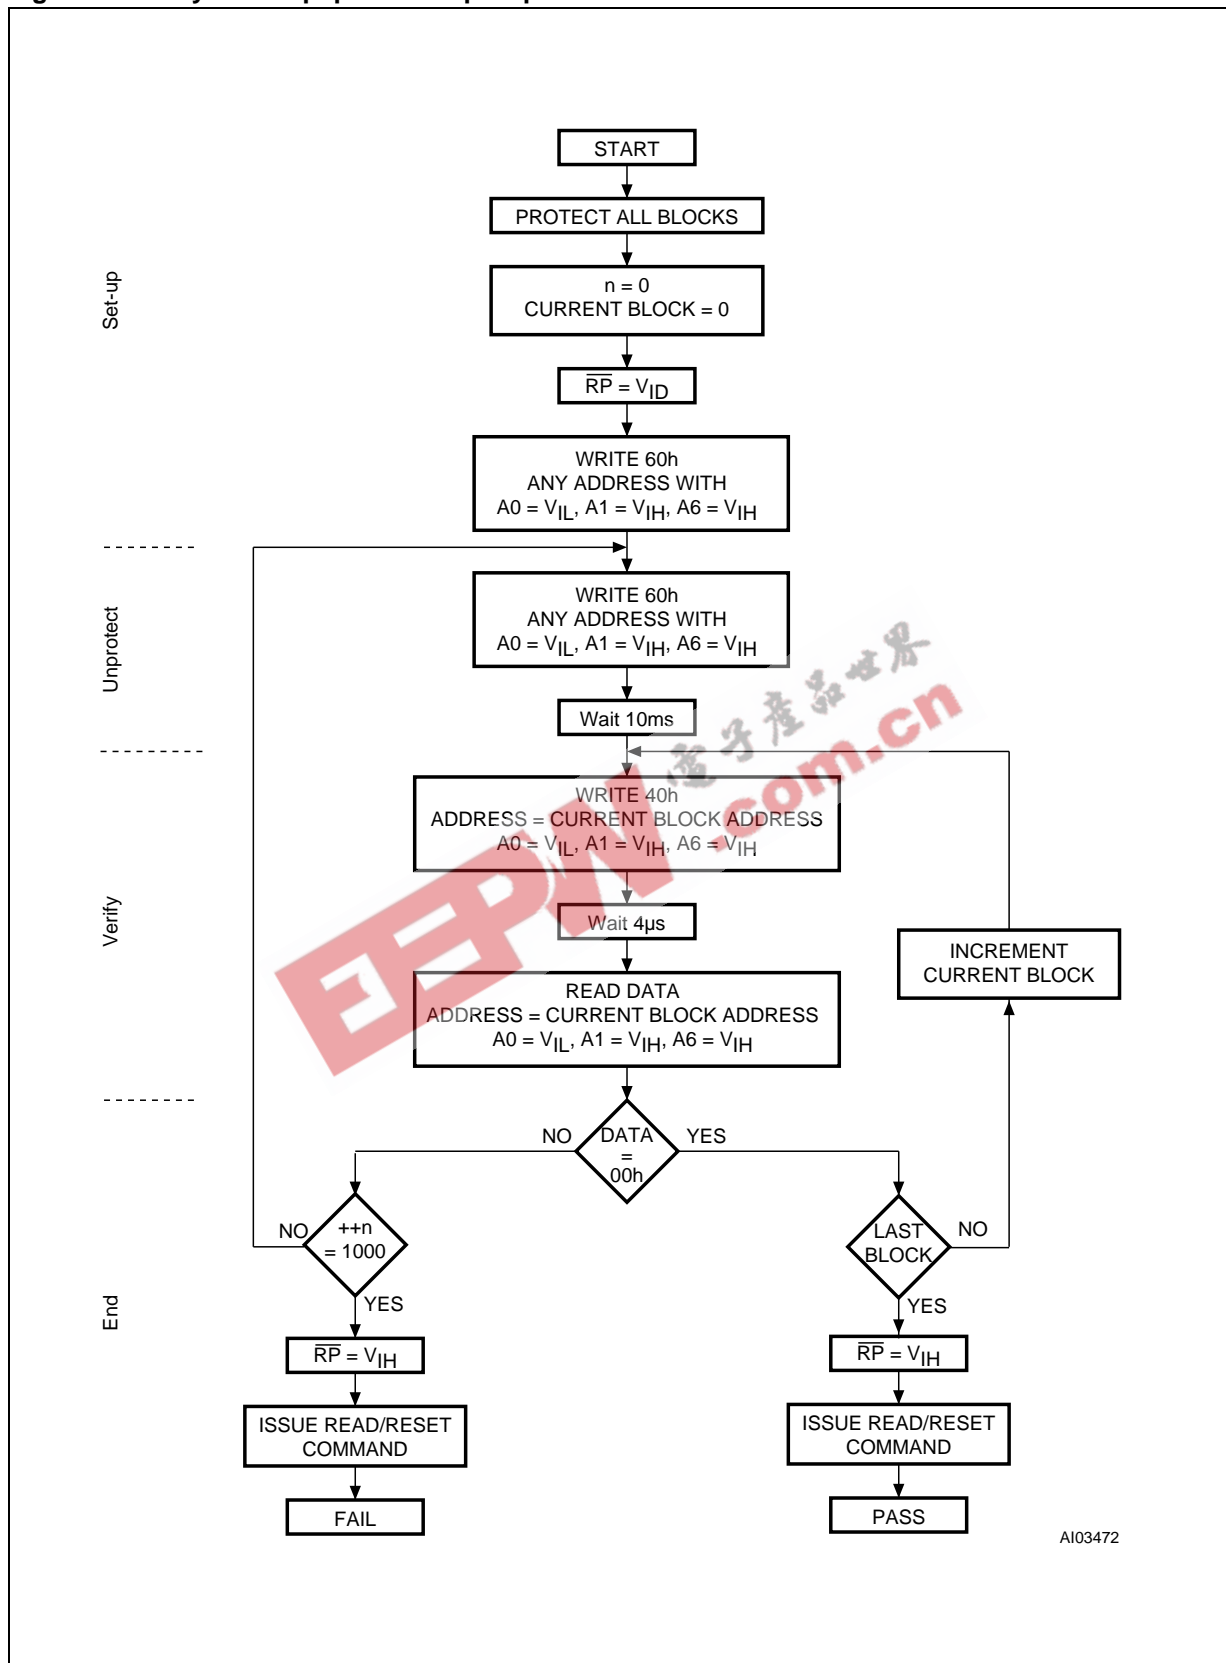 START
PROTECT ALL BLOCKS
n = 0
CURRENT BLOCK = 0
Set-up
RP = VID
WRITE 60h
ANY ADDRESS WITH
A0 = VIL, A1 = VIH, A6 = VIH
WRITE 60h
ANY ADDRESS WITH
A0 = VIL, A1 = VIH, A6 = VIH
Unprotect
Wait 10ms
電子產品世界
EEPW.com.cn
WRITE 40h
ADDRESS = CURRENT BLOCK ADDRESS
A0 = VIL, A1 = VIH, A6 = VIH
Verify
Wait 4µs
INCREMENT
CURRENT BLOCK
READ DATA
ADDRESS = CURRENT BLOCK ADDRESS
A0 = VIL, A1 = VIH, A6 = VIH
NO
DATA
=
00h
YES
NO
++n
= 1000
YES
LAST
BLOCK
NO
YES
End
RP = VIH
RP = VIH
ISSUE READ/RESET
COMMAND
ISSUE READ/RESET
COMMAND
FAIL
PASS
AI03472